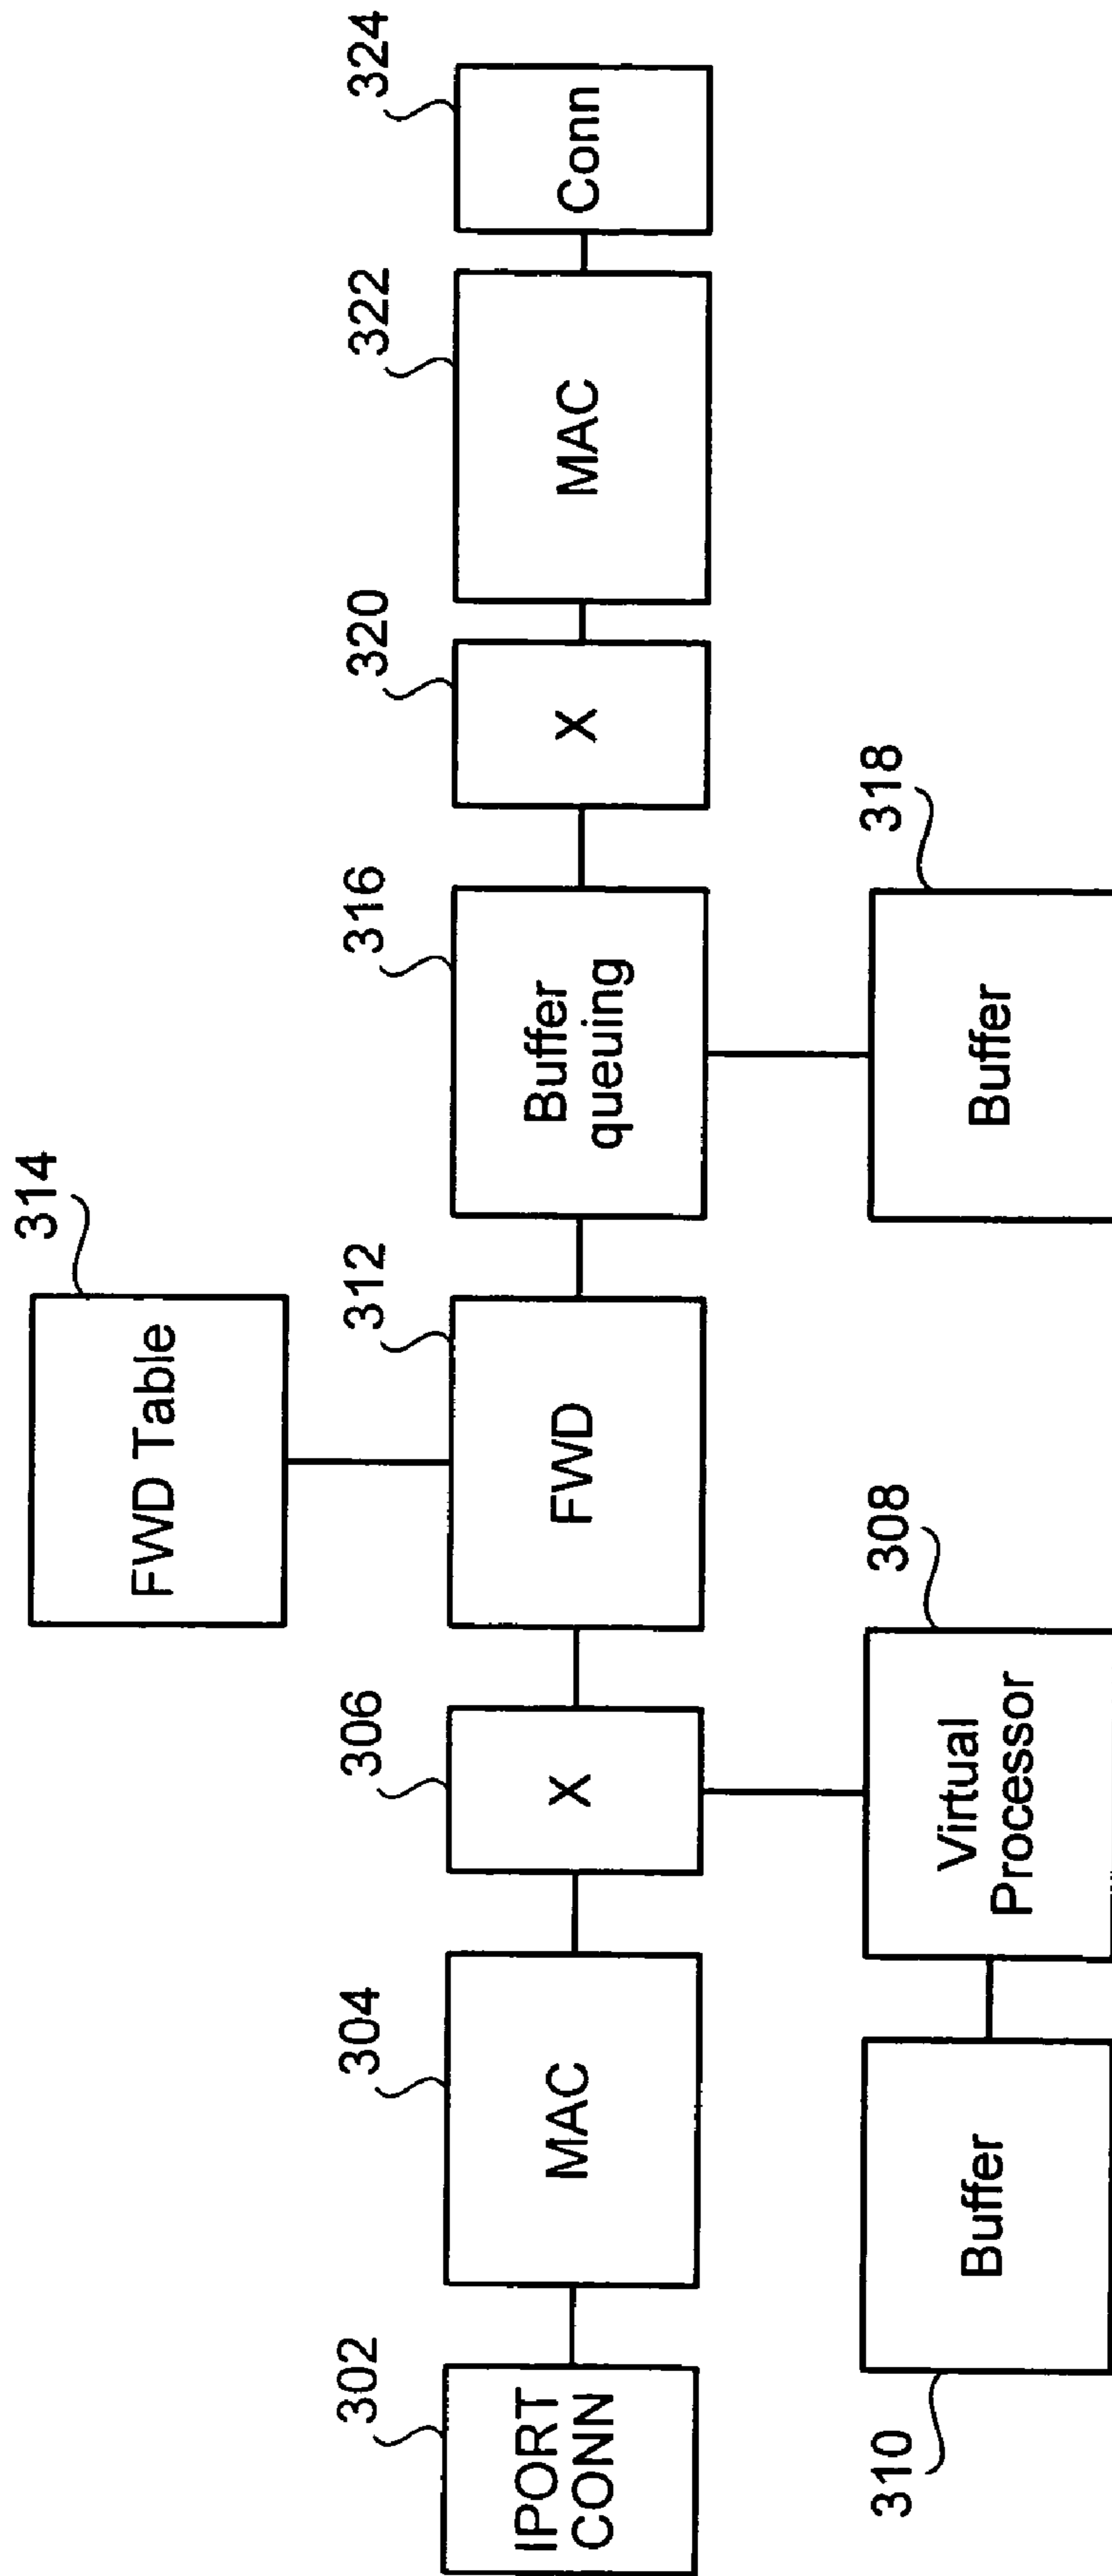 314
FWD Table
302
IPORT
CONN
304
MAC
306
X
312
FWD
316
Buffer
queuing
320
X
322
MAC
324
Conn
310
Buffer
308
Virtual
Processor
318
Buffer